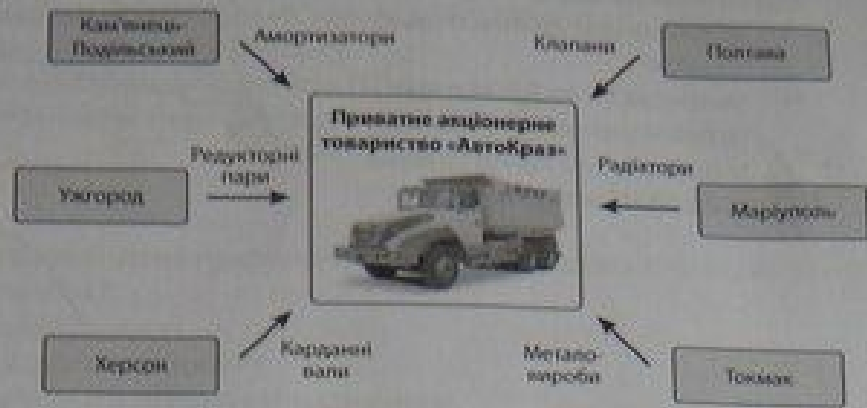 Кам'янець-
Подільський
Амортизатори
Клапани
Полтава
Приватне акціонерне
товариство «АвтоКраз»
Редукторні
пари
Ужгород
Радіатори
Маріуполь
Херсон
Карданні
вали
Метало-
вироби
Токмак